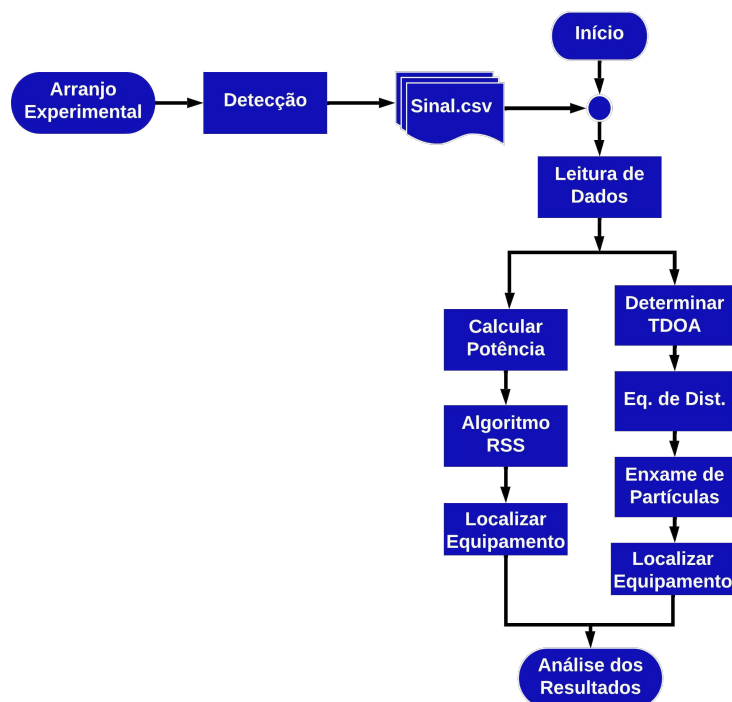 Início
Arranjo
Experimental
Detecção
Sinal.csv
Leitura de
Dados
Calcular
Potência
Determinar
TDOA
Algoritmo
RSS
Eq. de Dist.
Localizar
Equipamento
Enxame de
Partículas
Localizar
Equipamento
Análise dos
Resultados